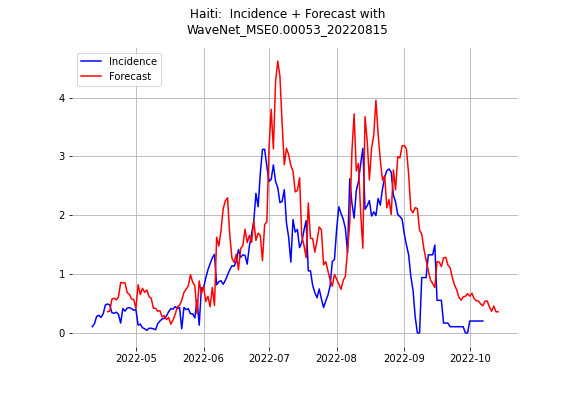 Haiti:  Incidence + Forecast with
WaveNet_MSE0.00053_20220815
Incidence
Forecast
4
3
2
1
0
2022-05 2022-06 2022-07 2022-08 2022-09 2022-10